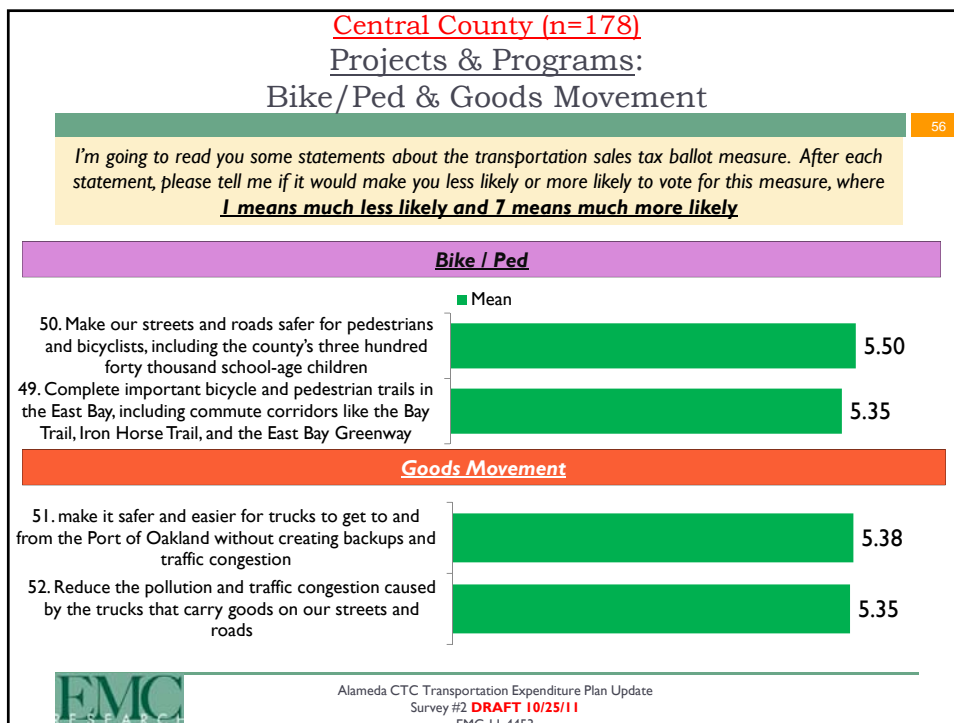 Central County (n=178)
Projects & Programs:
Bike/Ped & Goods Movement
56
I'm going to read you some statements about the transportation sales tax ballot measure. After each
statement, please tell me if it would make you less likely or more likely to vote for this measure, where
1 means much less likely and 7 means much more likely
Bike / Ped
Mean
50. Make our streets and roads safer for pedestrians
and bicyclists, including the county's three hundred
forty thousand school-age children
5.50
49. Complete important bicycle and pedestrian trails in
the East Bay, including commute corridors like the Bay
Trail, Iron Horse Trail, and the East Bay Greenway
5.35
Goods Movement
51. make it safer and easier for trucks to get to and
from the Port of Oakland without creating backups and
traffic congestion
5.38
52. Reduce the pollution and traffic congestion caused
by the trucks that carry goods on our streets and
roads
5.35
EMC
RESEARCH
Alameda CTC Transportation Expenditure Plan Update
Survey #2 DRAFT 10/25/11
EMC 11-4452